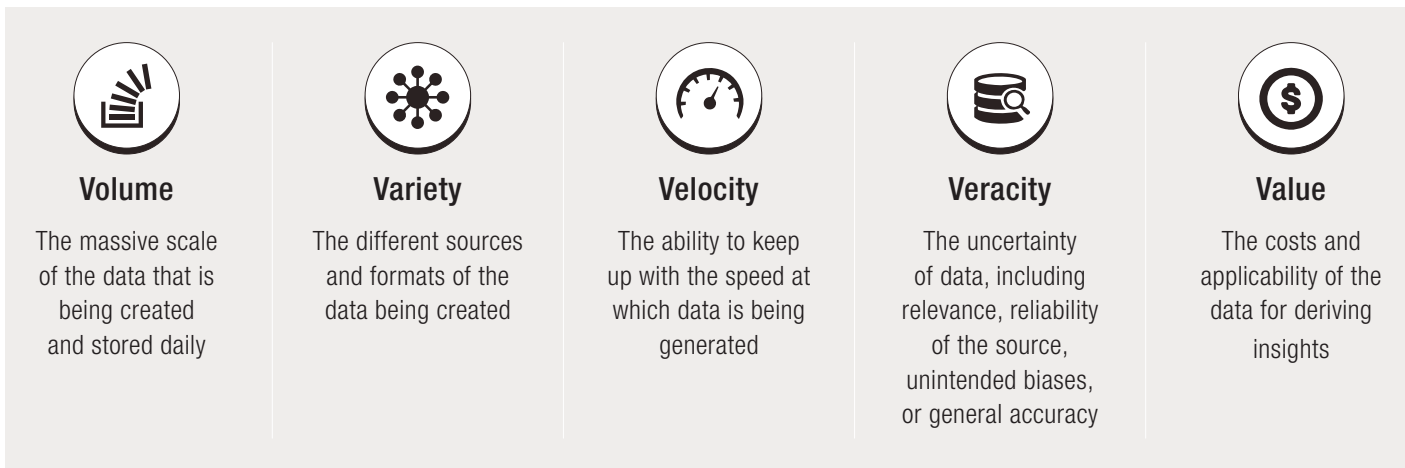 Volume
The massive scale
of the data that is
being created
and stored daily
Variety
The different sources
and formats of the
data being created
Velocity
The ability to keep
up with the speed at
which data is being
generated
Veracity
The uncertainty
of data, including
relevance, reliability
of the source,
unintended biases,
or general accuracy
$
Value
The costs and
applicability of the
data for deriving
insights